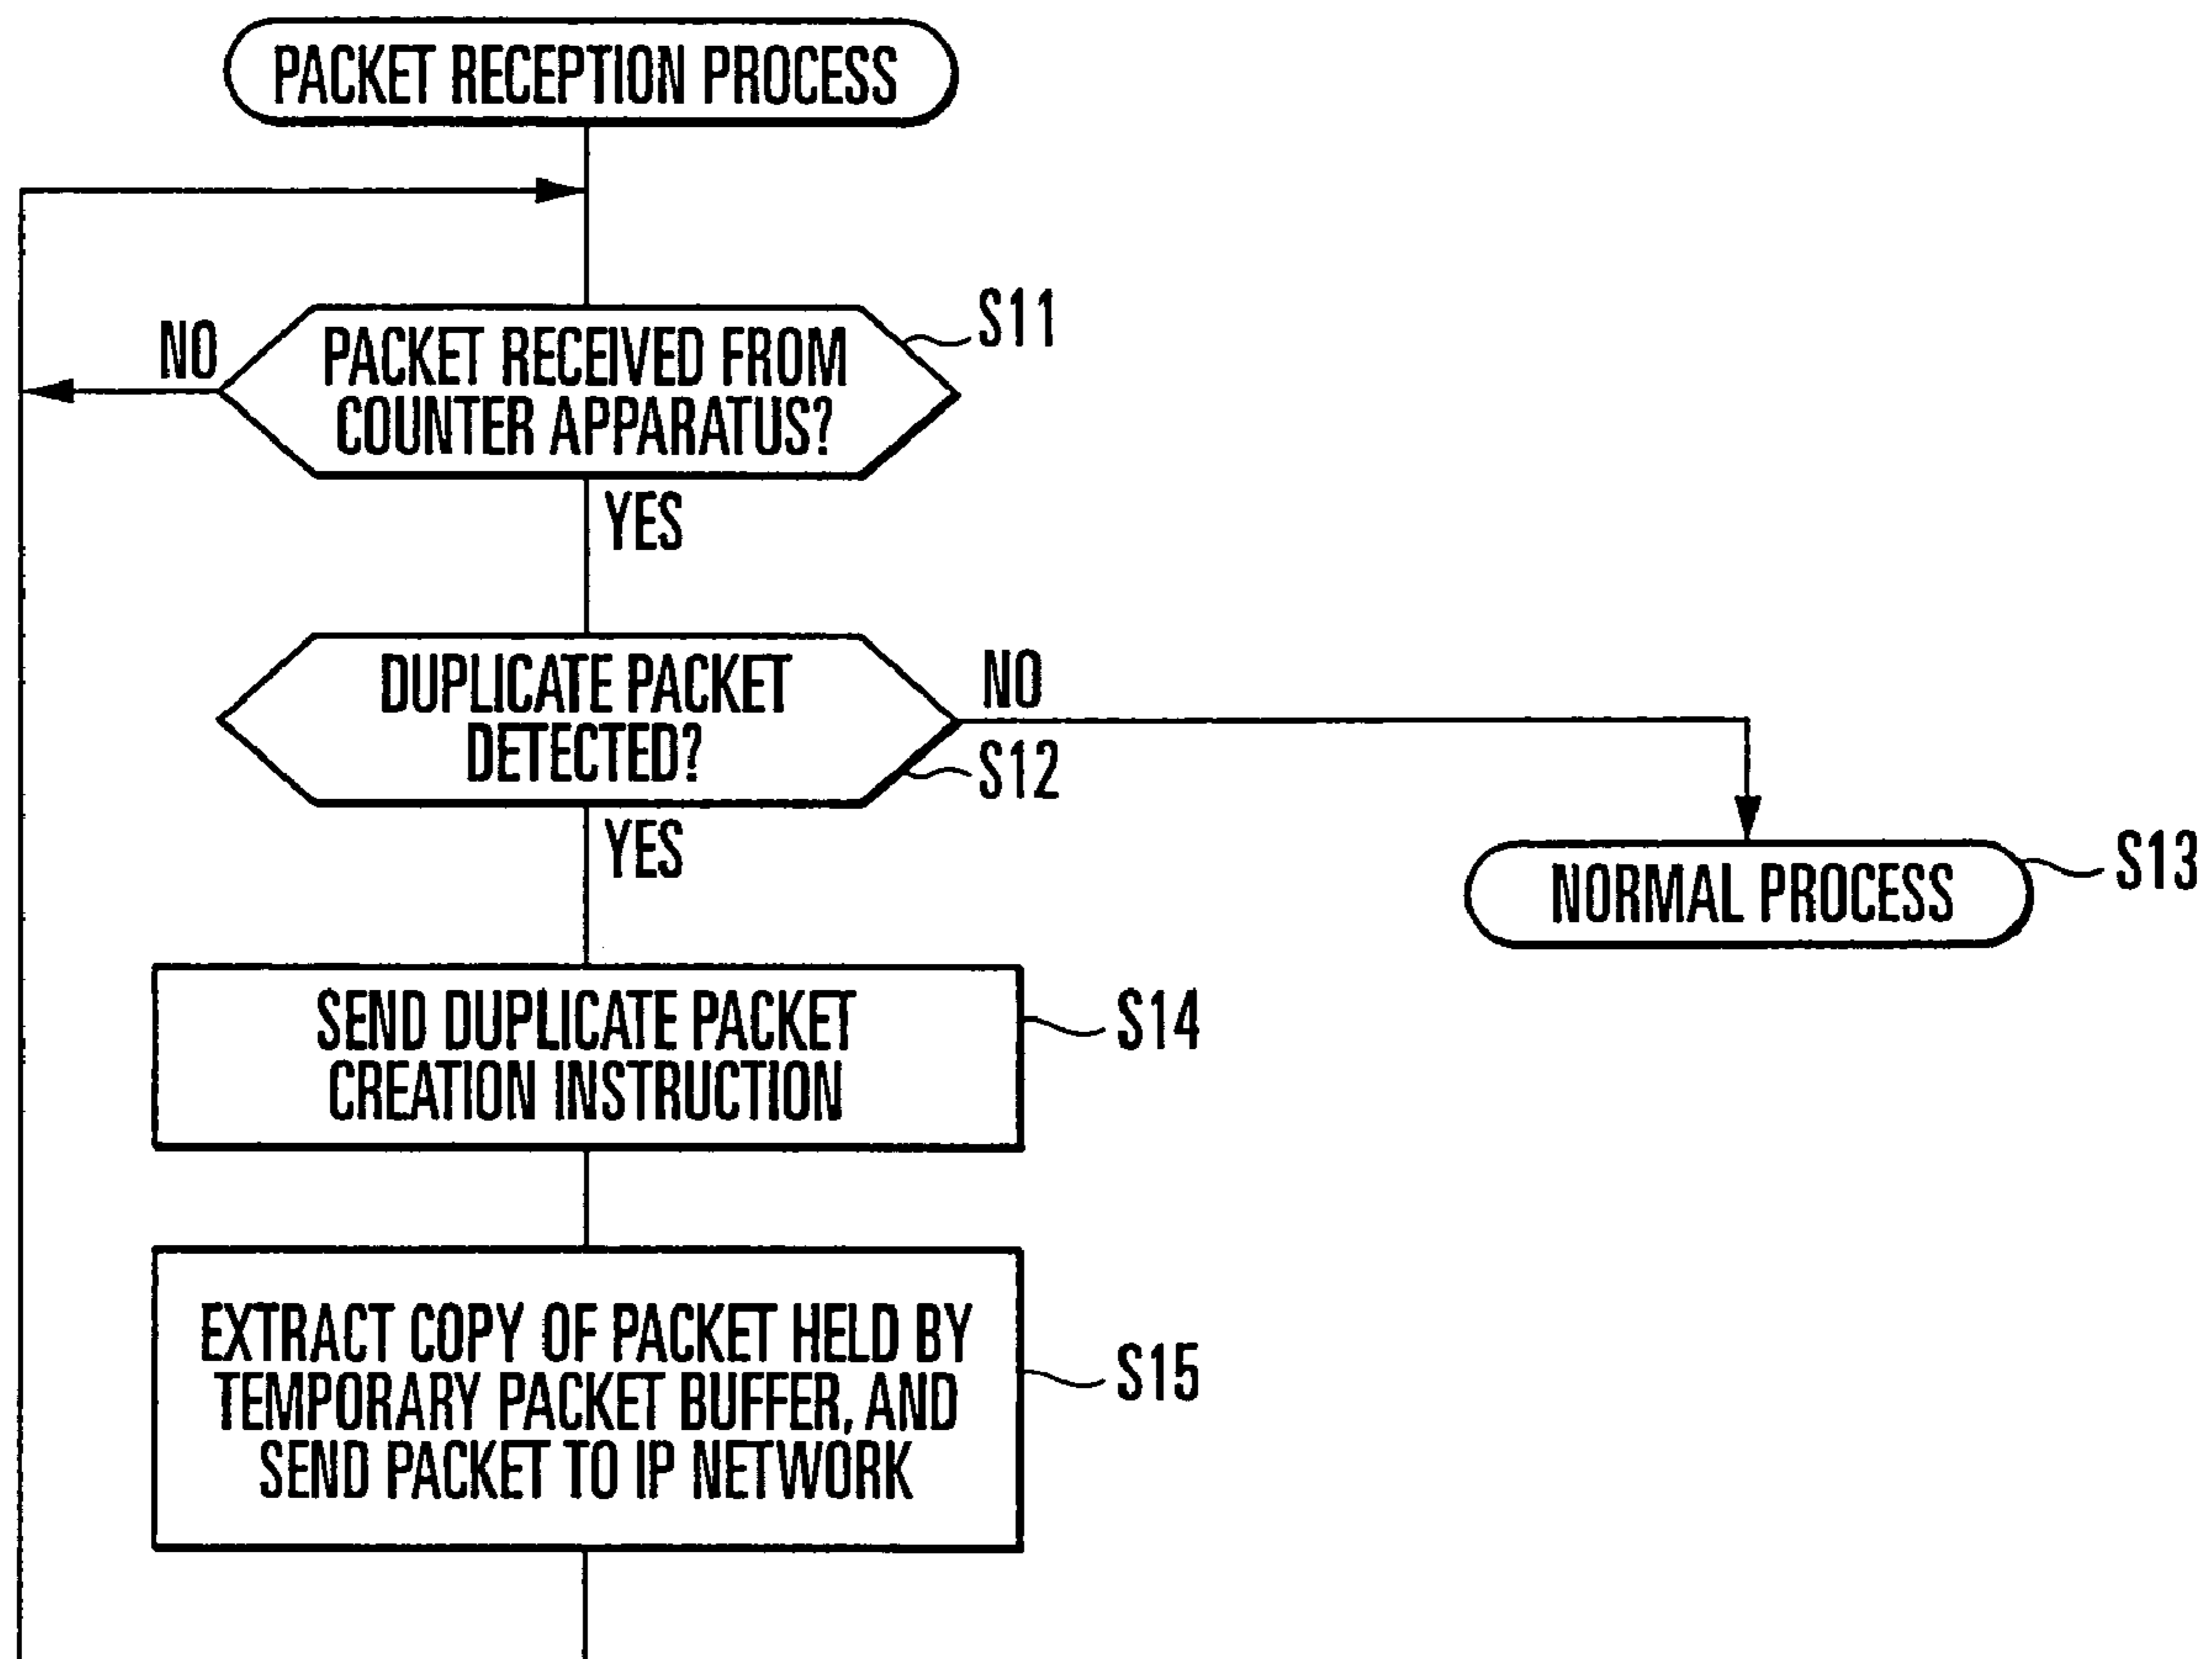 PACKET RECEPTION PROCESS
S11
NO
PACKET RECEIVED FROM
COUNTER APPARATUS?
YES
DUPLICATE PACKET
DETECTED?
NO
S12
YES
S13
NORMAL PROCESS
SEND DUPLICATE PACKET
CREATION INSTRUCTION
S14
EXTRACT COPY OF PACKET HELD BY
TEMPORARY PACKET BUFFER, AND
SEND PACKET TO IP NETWORK
S15